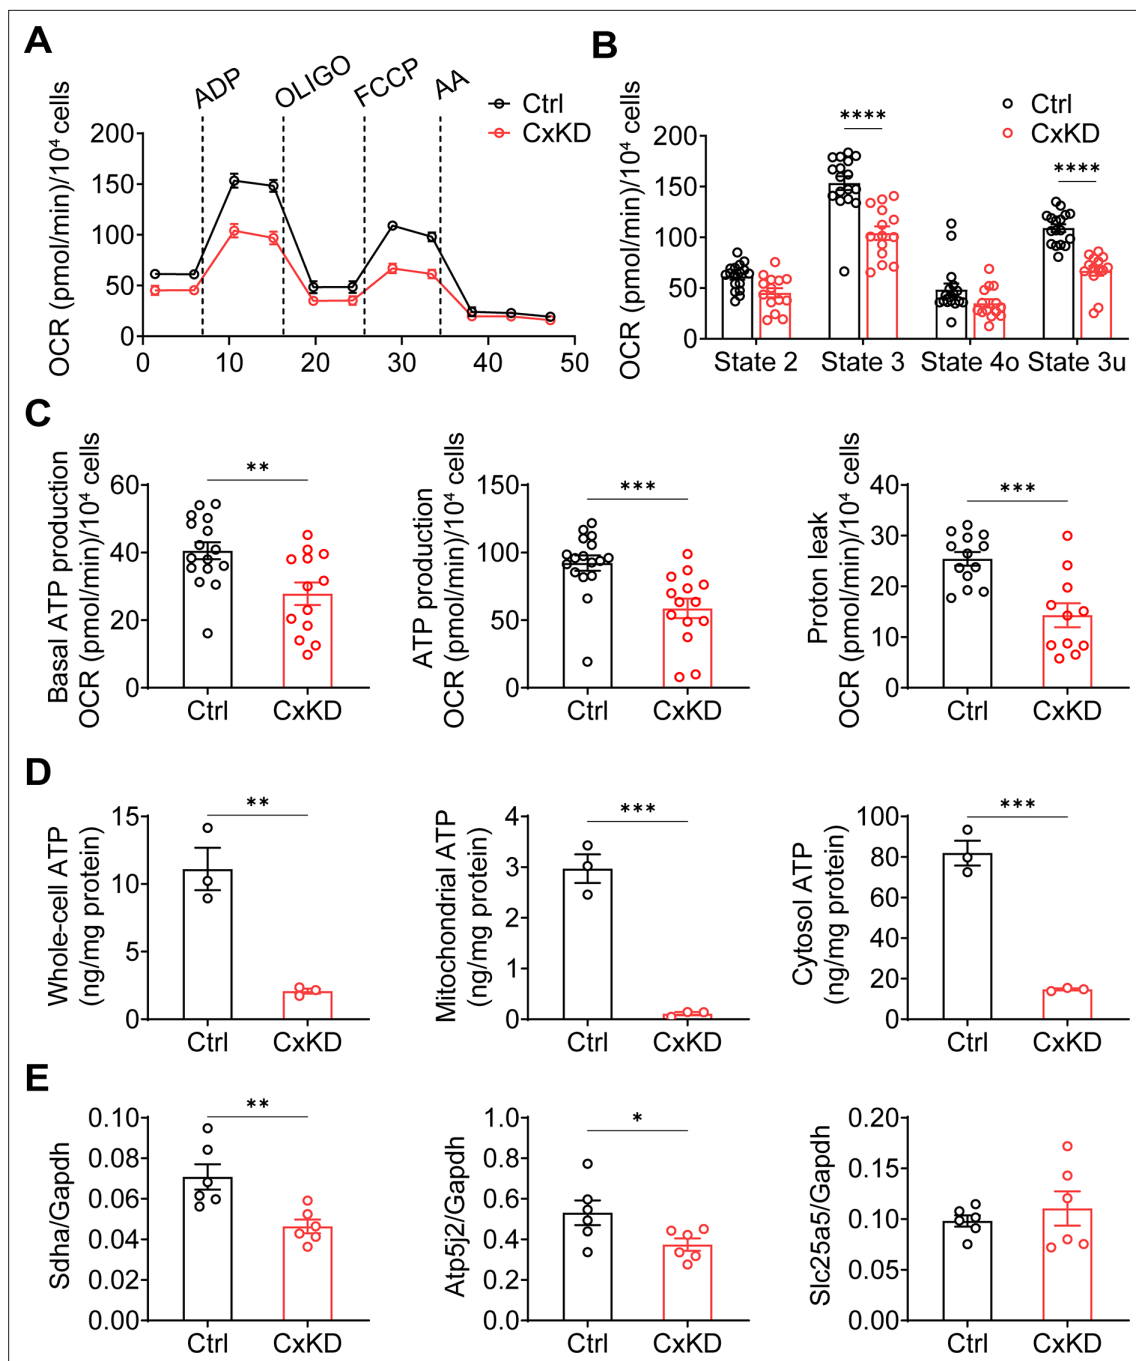 A
ADP
OLIGO
FCCP
AA
Ctrl
CxKD
OCR (pmol/min)/10⁴ cells
200
150
100
50
0
0
10
20
30
40
50
B
Ctrl
CxKD
OCR (pmol/min)/10⁴ cells
200
150
100
50
0
****
****
State 2
State 3
State 4o
State 3u
C
Basal ATP production
OCR (pmol/min)/10⁴ cells
60
40
20
0
**
Ctrl
CxKD
ATP production
OCR (pmol/min)/10⁴ cells
150
100
50
0
***
Ctrl
CxKD
Proton leak
OCR (pmol/min)/10⁴ cells
40
30
20
10
0
***
Ctrl
CxKD
D
Whole-cell ATP
(ng/mg protein)
15
10
5
0
**
Ctrl
CxKD
Mitochondrial ATP
(ng/mg protein)
4
3
2
1
0
***
Ctrl
CxKD
Cytosol ATP
(ng/mg protein)
100
80
60
40
20
0
***
Ctrl
CxKD
E
Sdha/Gapdh
0.10
0.08
0.06
0.04
0.02
0.00
**
Ctrl
CxKD
Atp5j2/Gapdh
1.0
0.8
0.6
0.4
0.2
0.0
*
Ctrl
CxKD
Slc25a5/Gapdh
0.20
0.15
0.10
0.05
0.00
Ctrl
CxKD